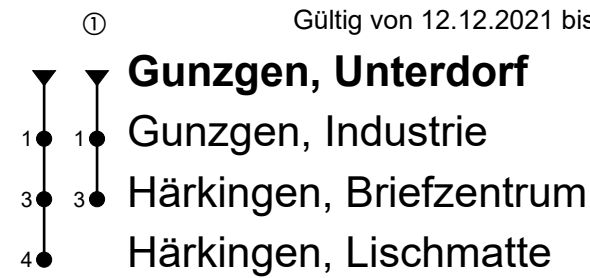 ① Gültig von 12.12.2021 bis
Gunzgen, Unterdorf
1 1 Gunzgen, Industrie
3 3 Härkingen, Briefzentrum
4 Härkingen, Lischmatte